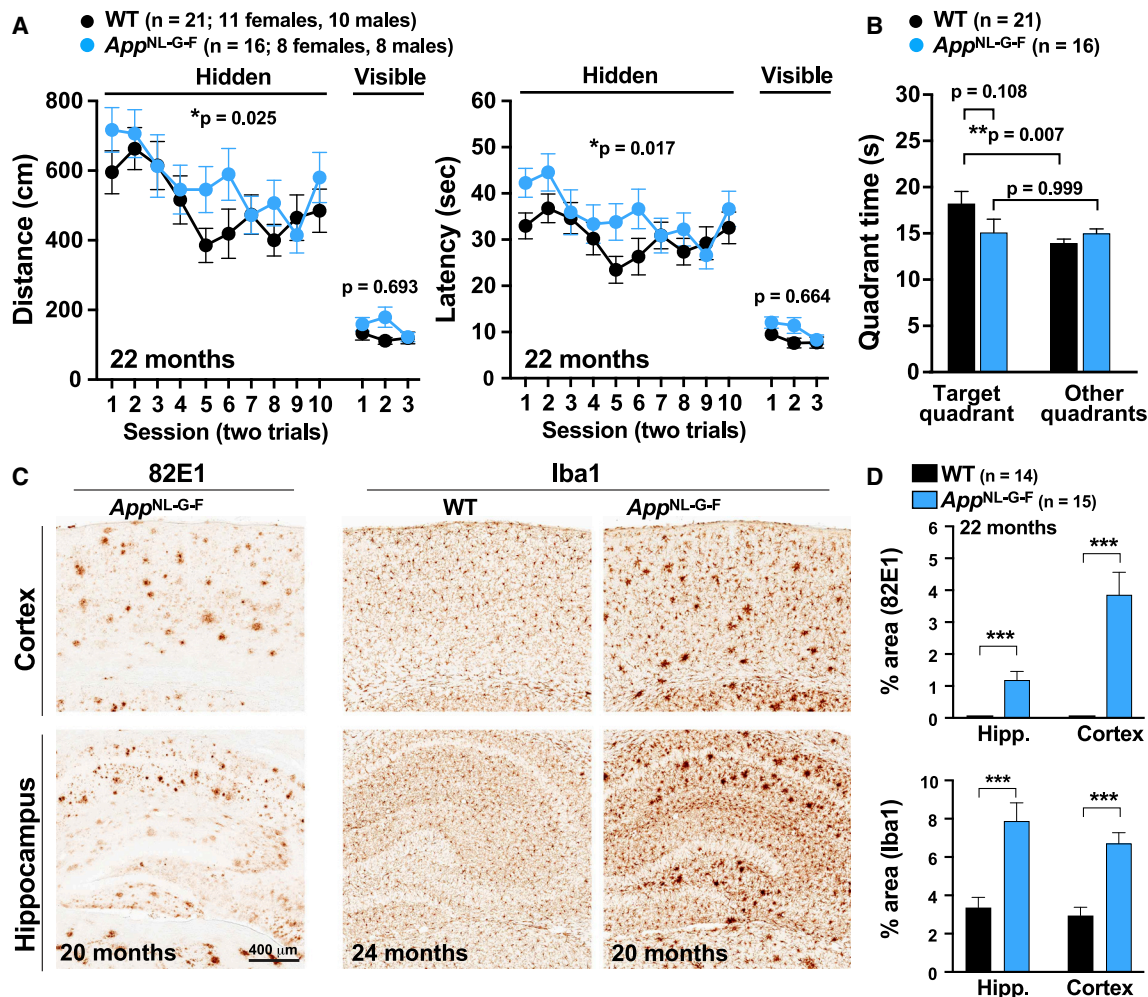 A
WT (n = 21; 11 females, 10 males)
App^NL-G-F (n = 16; 8 females, 8 males)
Hidden
Visible
800
600
400
200
0
Distance (cm)
*p = 0.025
p = 0.693
22 months
1 2 3 4 5 6 7 8 9 10
1 2 3
Session (two trials)
Hidden
Visible
60
50
40
30
20
10
0
Latency (sec)
*p = 0.017
p = 0.664
22 months
1 2 3 4 5 6 7 8 9 10
1 2 3
Session (two trials)
B
WT (n = 21)
App^NL-G-F (n = 16)
30
25
20
15
10
5
0
Quadrant time (s)
p = 0.108
**p = 0.007
p = 0.999
Target quadrant
Other quadrants
C
82E1
Iba1
App^NL-G-F
WT
App^NL-G-F
Cortex
Hippocampus
20 months
400 µm
24 months
20 months
D
WT (n = 14)
App^NL-G-F (n = 15)
6
5
4
3
2
1
0
% area (82E1)
22 months
***
***
Hipp.
Cortex
10
8
6
4
2
0
% area (Iba1)
***
***
Hipp.
Cortex